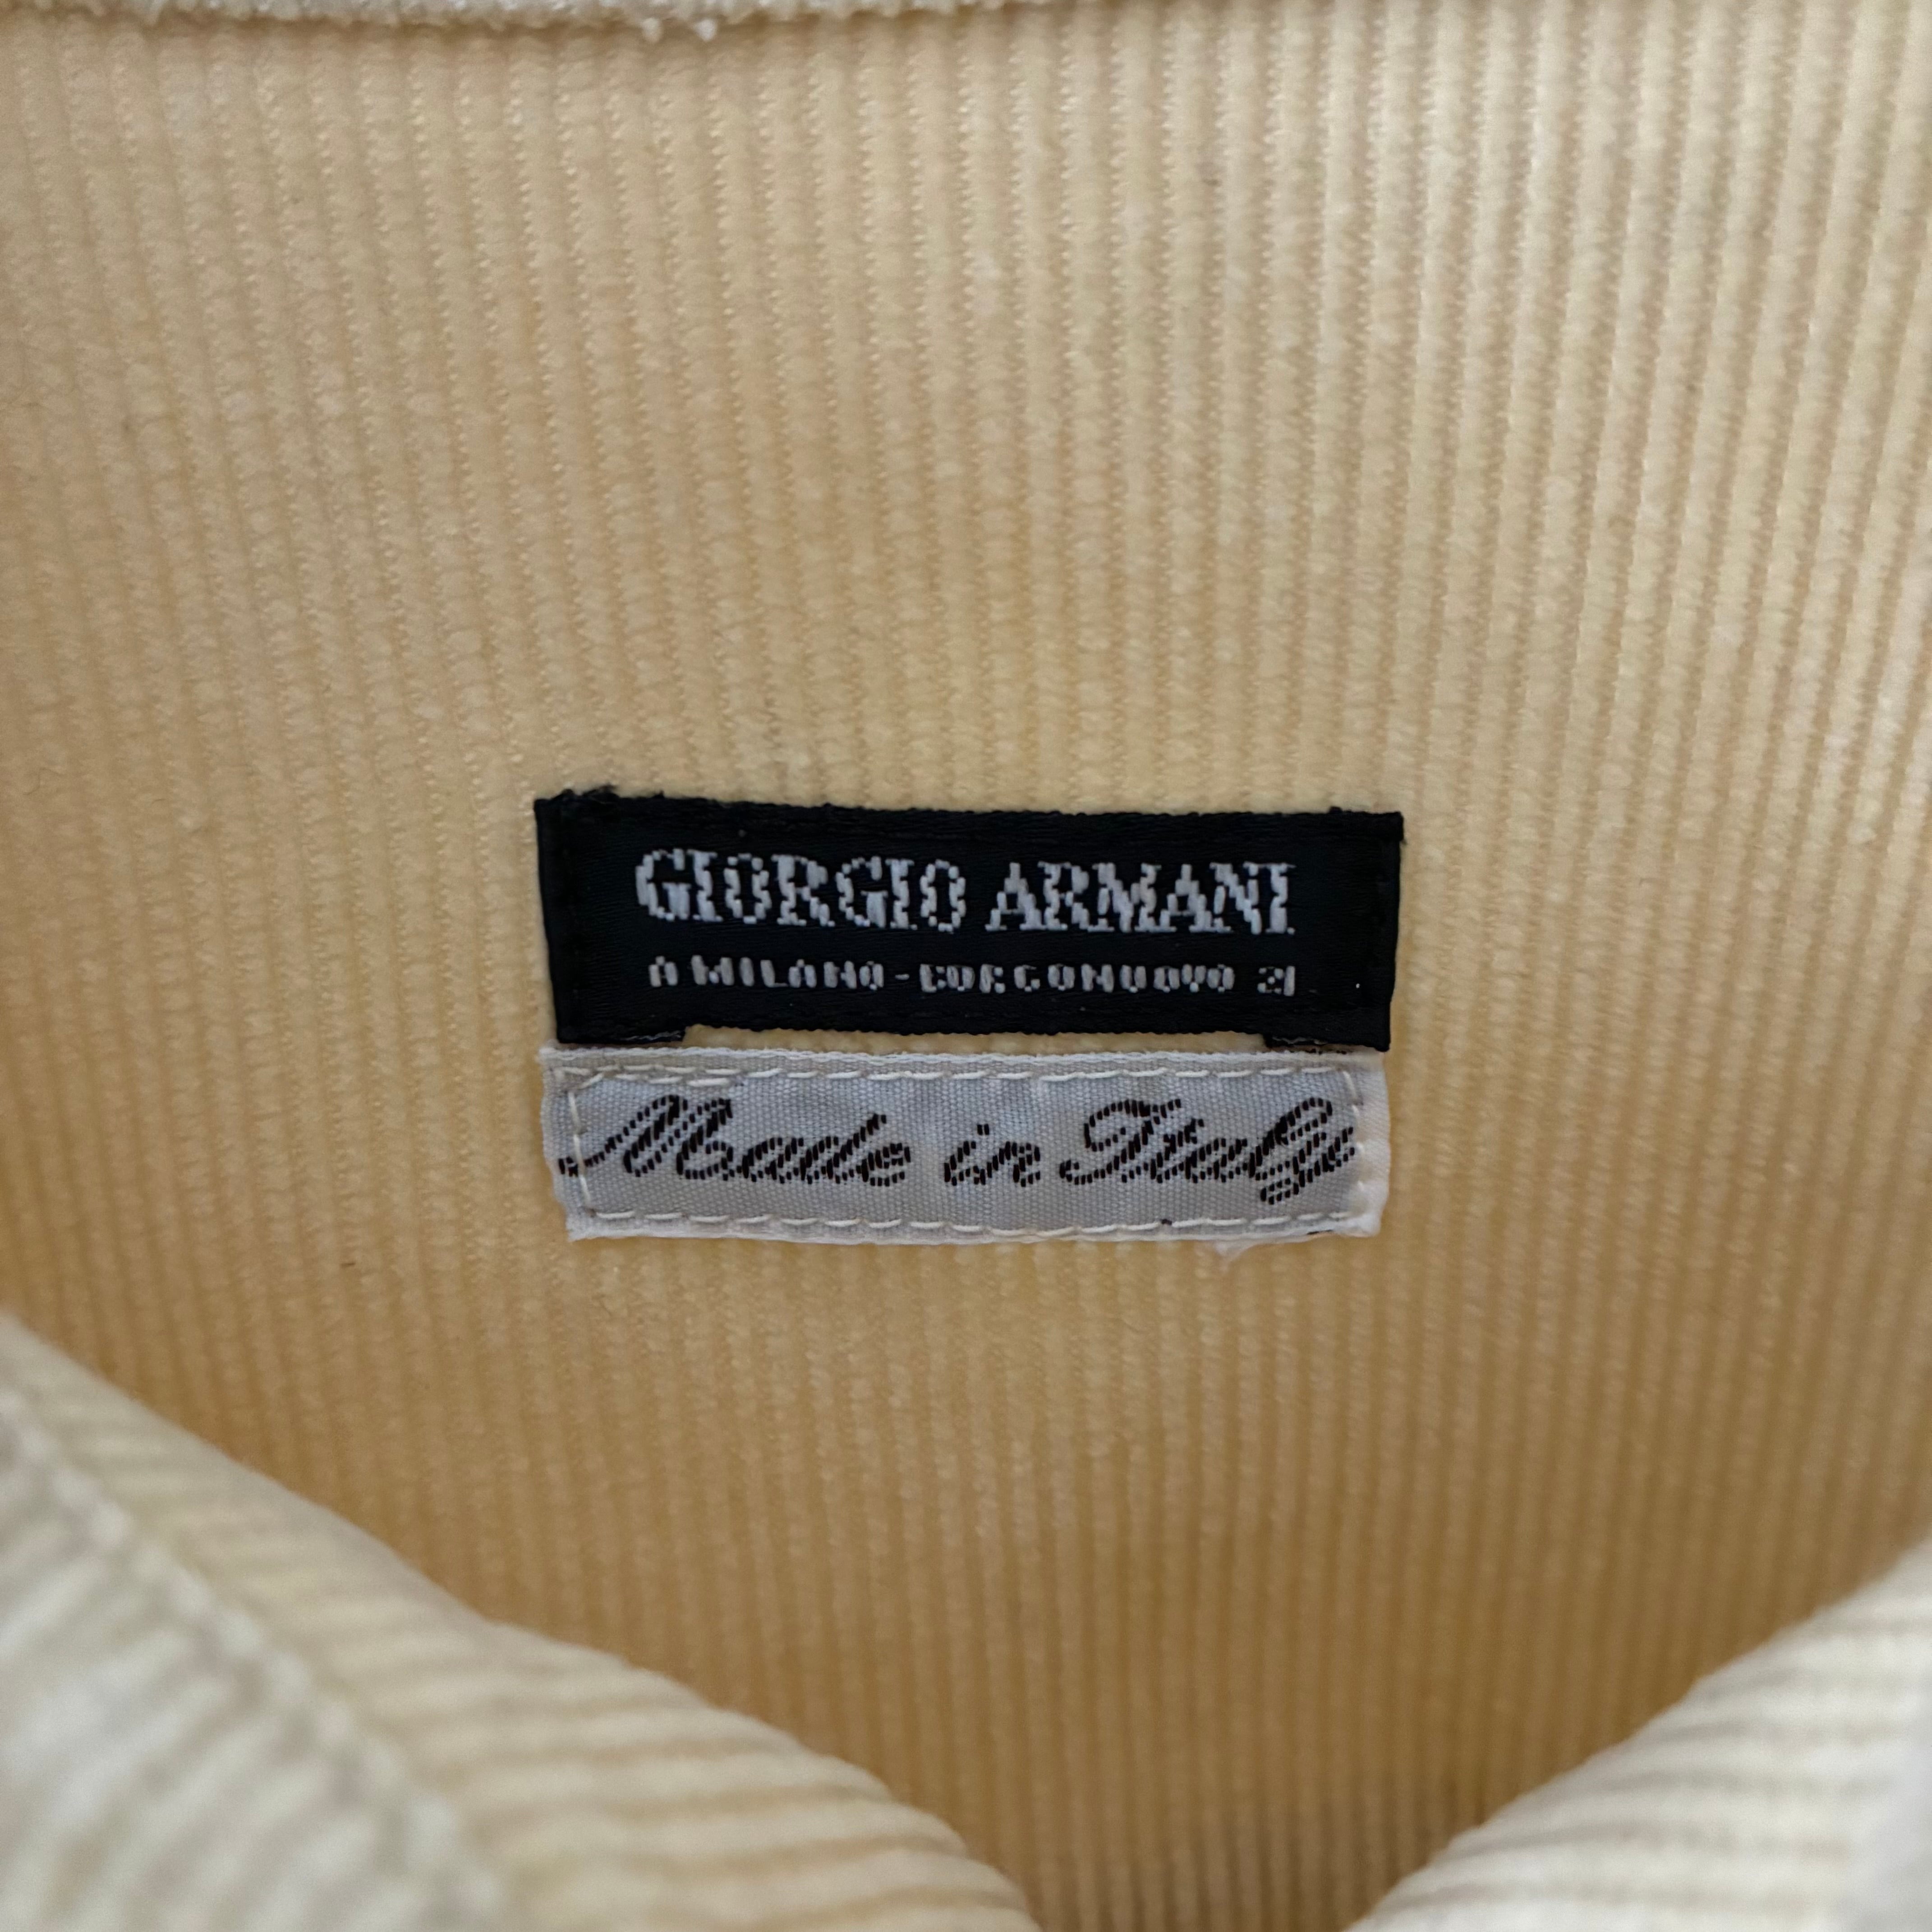 GIORGIO ARMANI
A MILANO - BORGONUOVO 21
Made in Italy